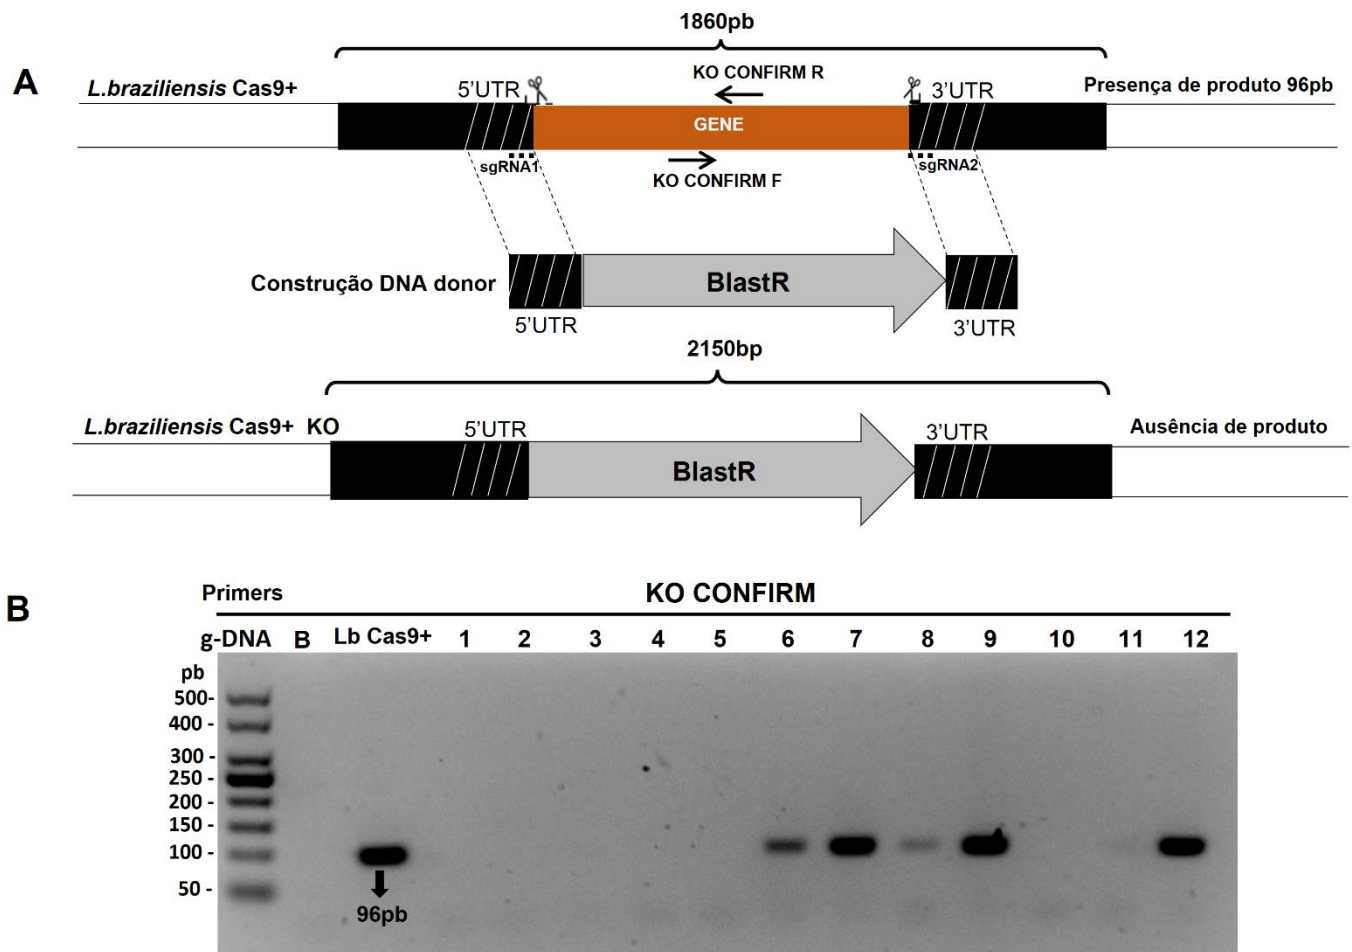 A
1860pb
L.braziliensis Cas9+
5'UTR
KO CONFIRM R
3'UTR
Presença de produto 96pb
GENE
sgRNA1
KO CONFIRM F
sgRNA2
Construção DNA donor
BlastR
5'UTR
3'UTR
2150bp
L.braziliensis Cas9+ KO
5'UTR
3'UTR
Ausência de produto
BlastR
B
Primers
KO CONFIRM
g-DNA B Lb Cas9+ 1 2 3 4 5 6 7 8 9 10 11 12
pb
500-
400 -
300 -
250 -
200 -
150 -
100 -
50 -
96pb